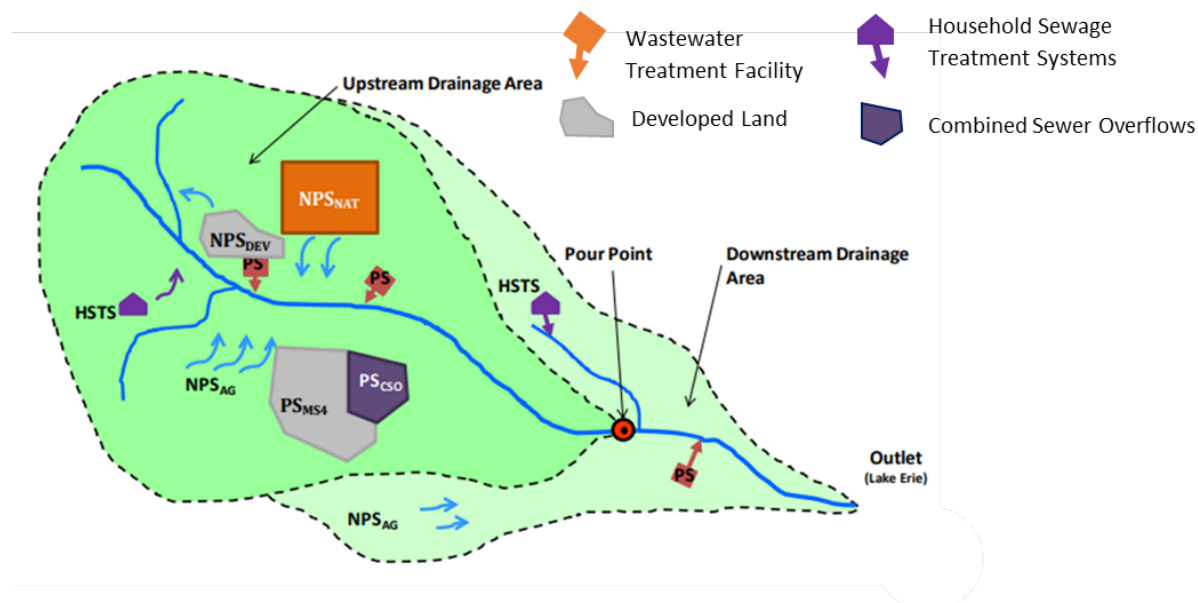 Wastewater
Treatment Facility
Household Sewage
Treatment Systems
Developed Land
Combined Sewer Overflows
Upstream Drainage Area
NPSNAT
NPSDEV
PS
PS
Pour Point
Downstream Drainage
Area
HSTS
HSTS
NPSAG
PSMS4
PSCSO
PS
Outlet
(Lake Erie)
NPSAG